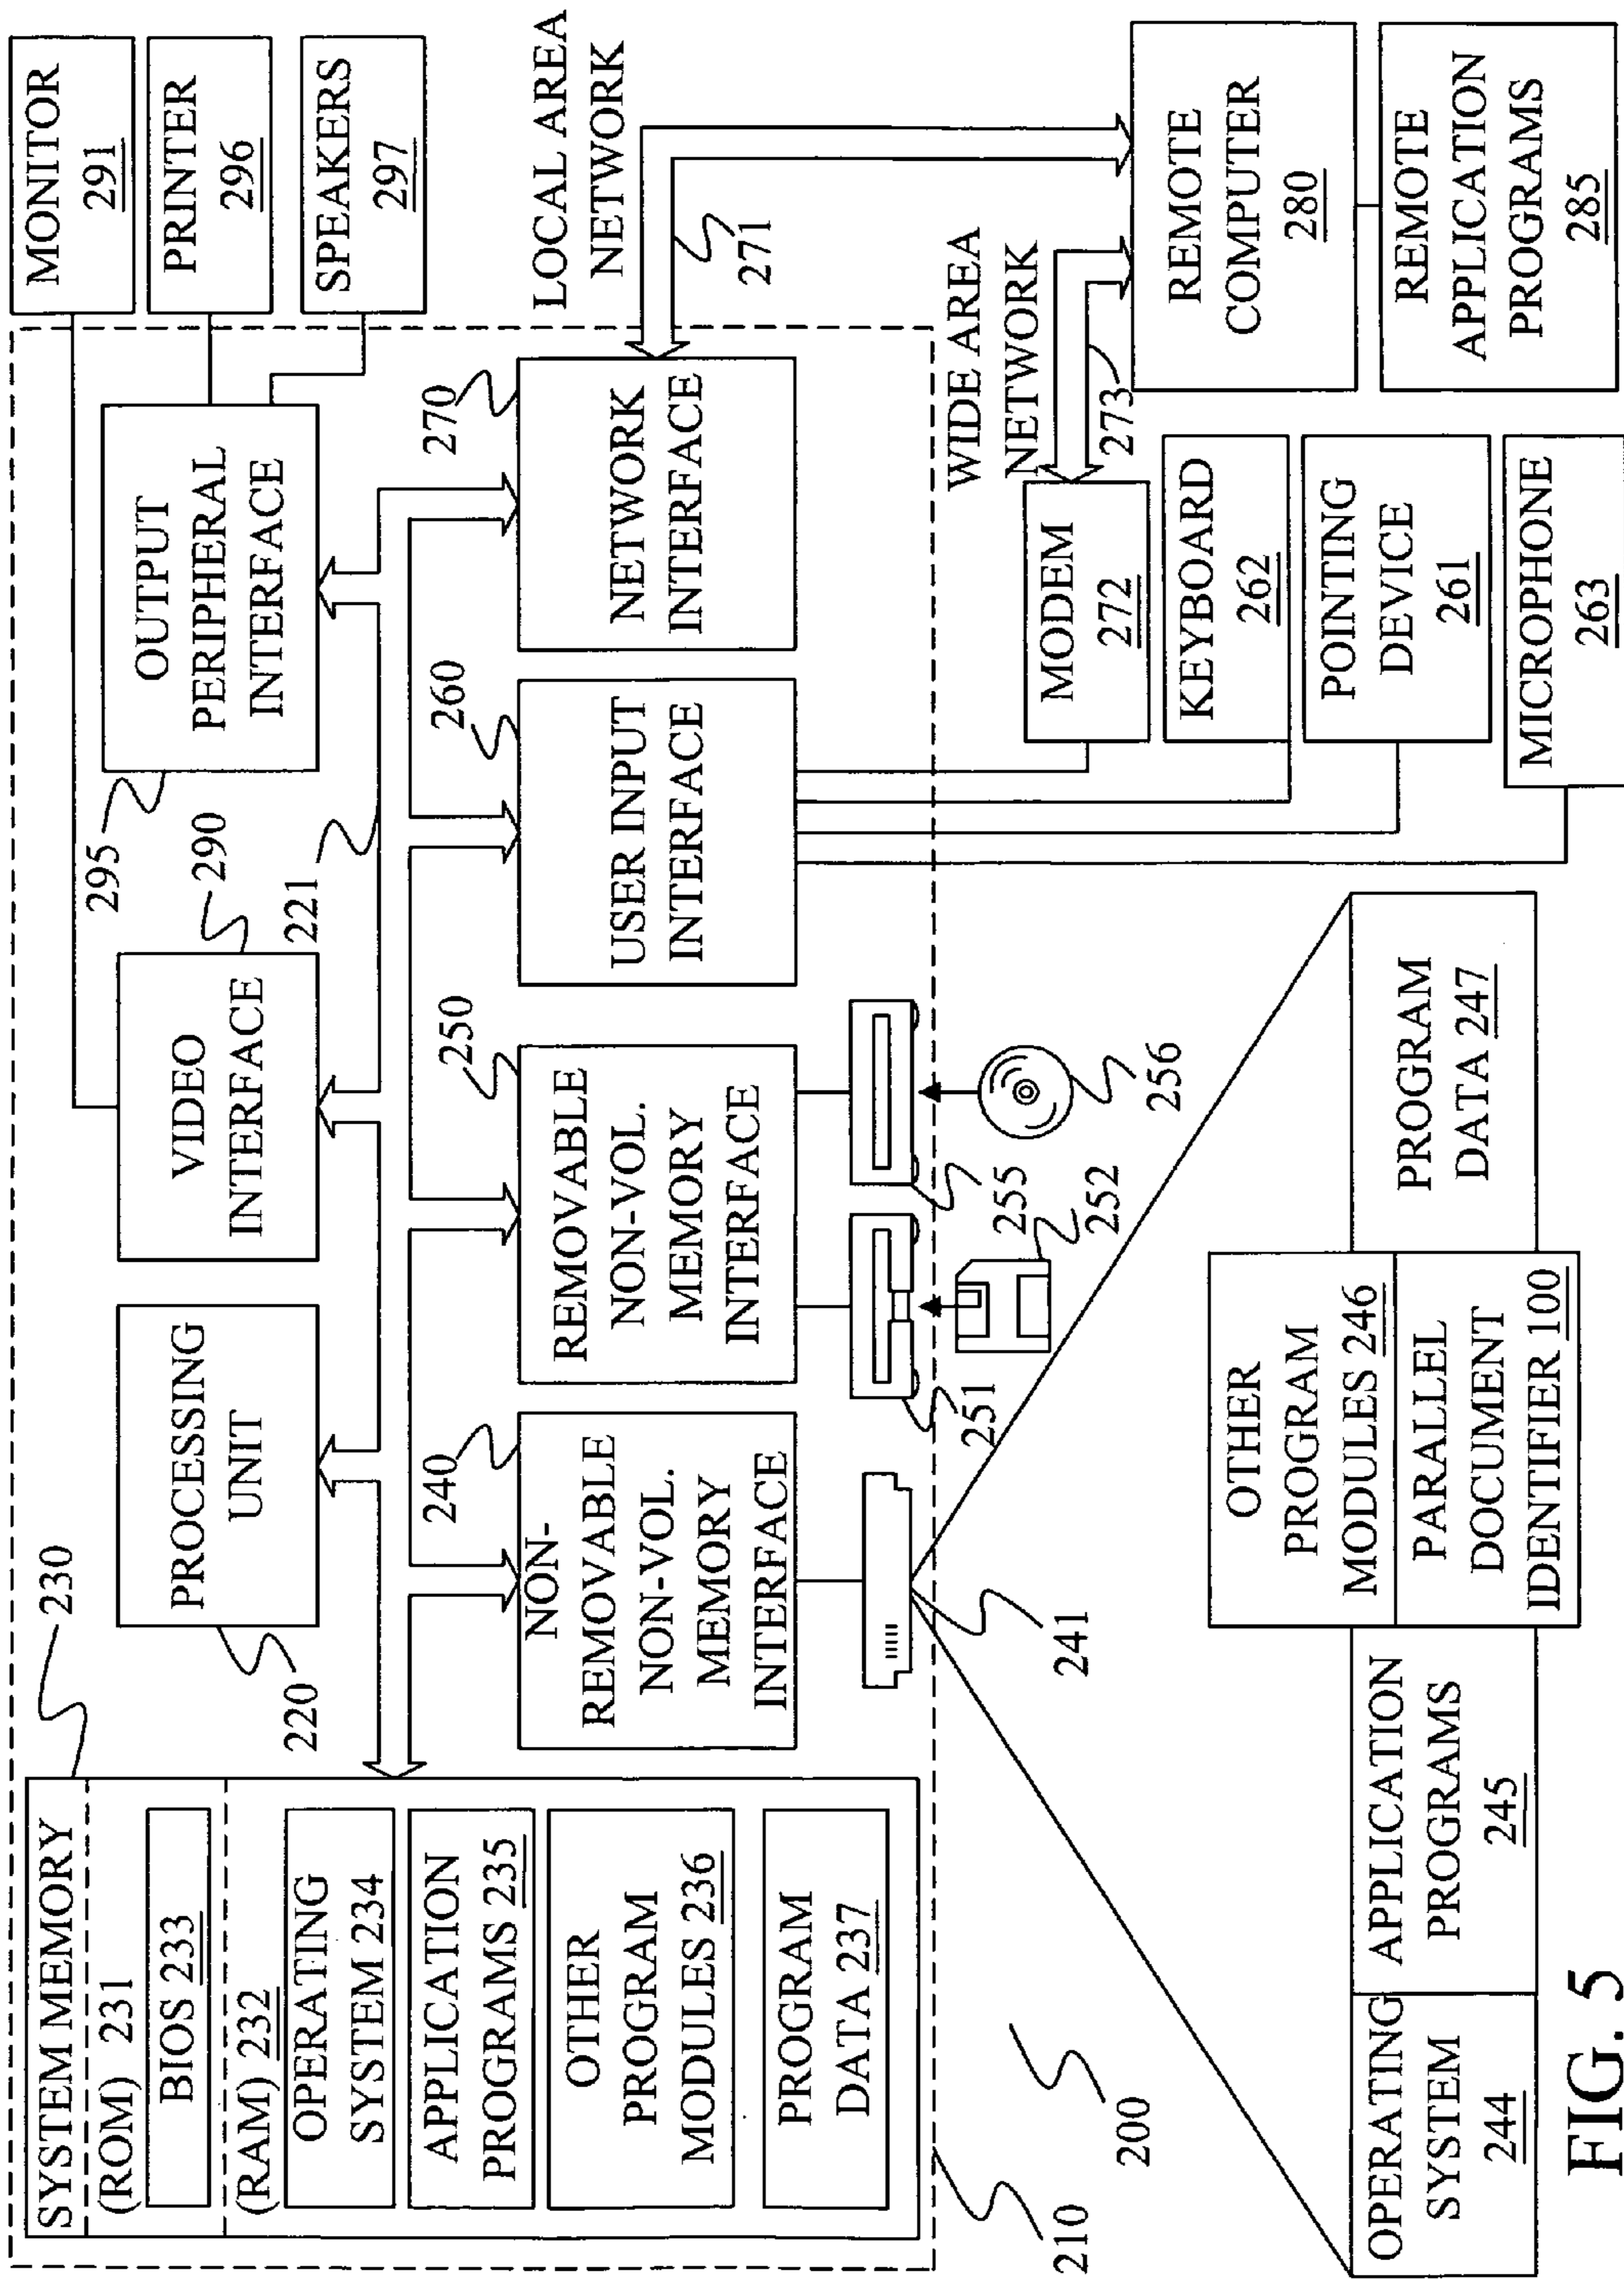 SYSTEM MEMORY
(ROM) 231
BIOS 233
(RAM) 232
OPERATING
SYSTEM 234
APPLICATION
PROGRAMS 235
OTHER
PROGRAM
MODULES 236
PROGRAM
DATA 237
230
PROCESSING
UNIT
220
VIDEO
INTERFACE
290
221
OUTPUT
PERIPHERAL
INTERFACE
295
MONITOR
291
PRINTER
296
SPEAKERS
297
NON-
REMOVABLE
NON-VOL.
MEMORY
INTERFACE
240
REMOVABLE
NON-VOL.
MEMORY
INTERFACE
250
USER INPUT
INTERFACE
260
NETWORK
INTERFACE
270
LOCAL AREA
NETWORK
271
241
251
252
255
256
WIDE AREA
NETWORK
273
MODEM
272
KEYBOARD
262
POINTING
DEVICE
261
MICROPHONE
263
REMOTE
COMPUTER
280
REMOTE
APPLICATION
PROGRAMS
285
210
200
OPERATING
SYSTEM
244
APPLICATION
PROGRAMS
245
OTHER
PROGRAM
MODULES 246
PARALLEL
DOCUMENT
IDENTIFIER 100
PROGRAM
DATA 247
FIG. 5